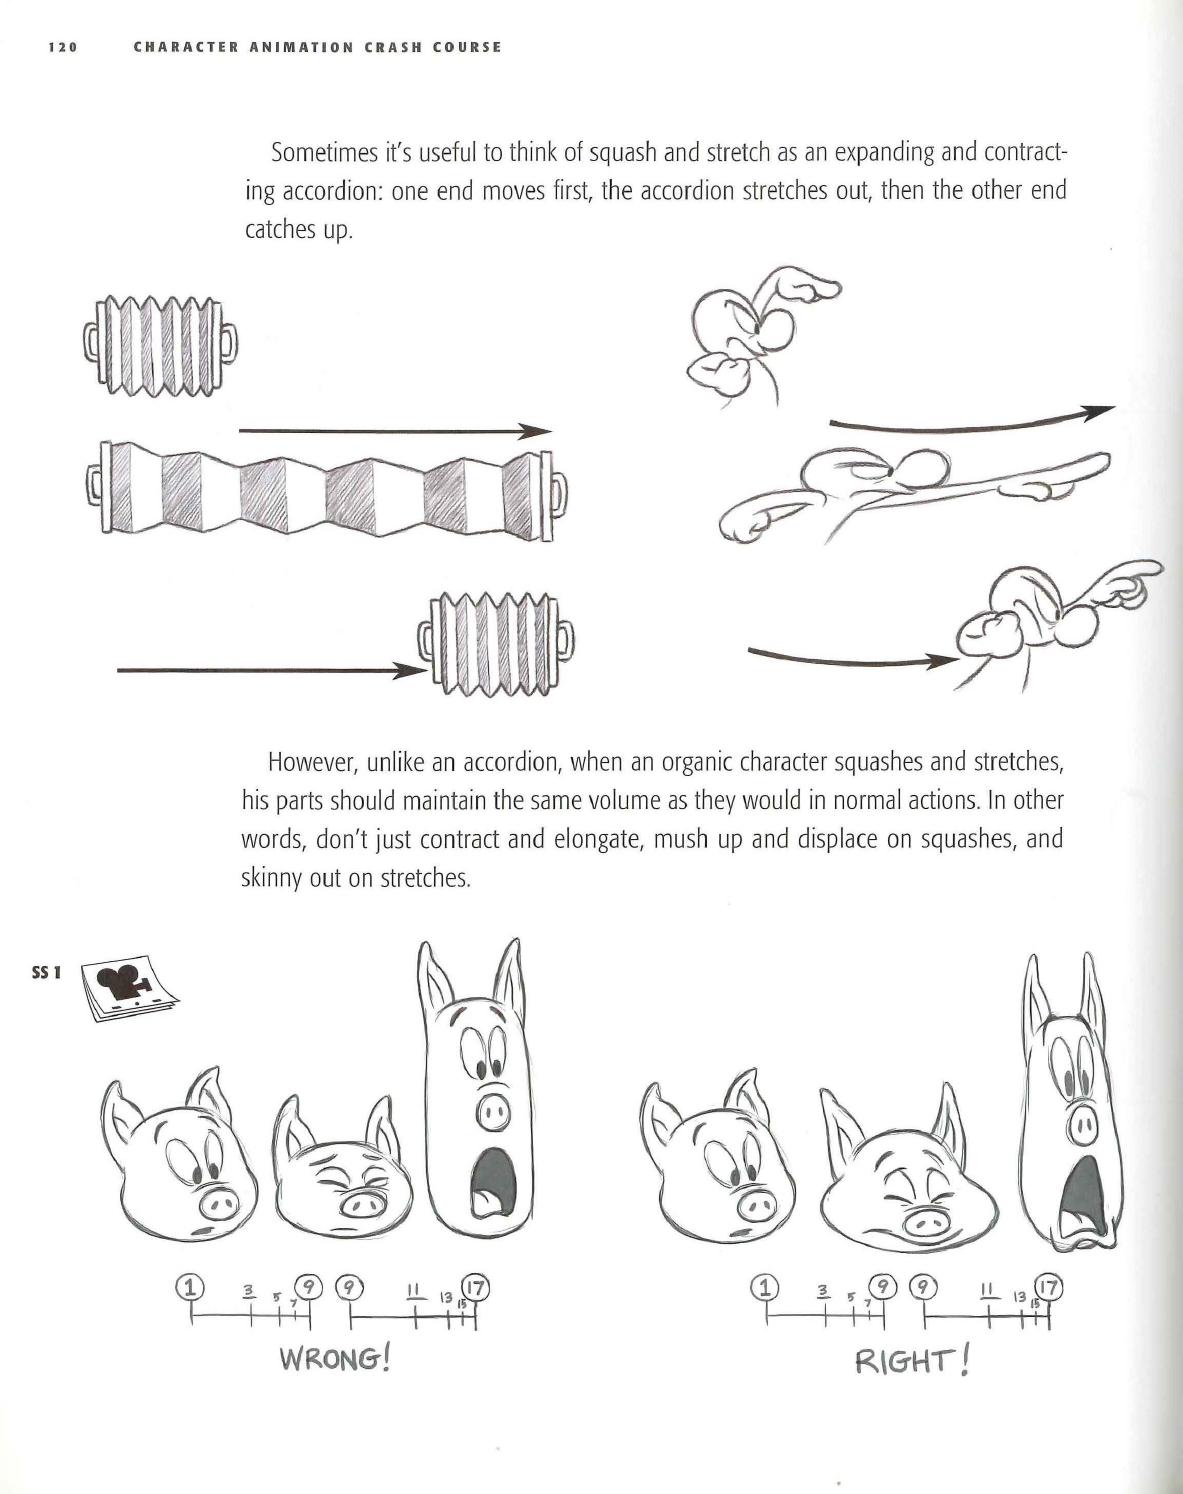 120 CHARACTER ANIMATION CRASH COURSE
Sometimes it's useful to think of squash and stretch as an expanding and contract-
ing accordion: one end moves first, the accordion stretches out, then the other end
catches up.
However, unlike an accordion, when an organic character squashes and stretches,
his parts should maintain the same volume as they would in normal actions. In other
words, don't just contract and elongate, mush up and displace on squashes, and
skinny out on stretches.
SS 1
1 3 5 7 9 9 11 13 15 17
WRONG!
1 3 5 7 9 9 11 13 15 17
RIGHT!